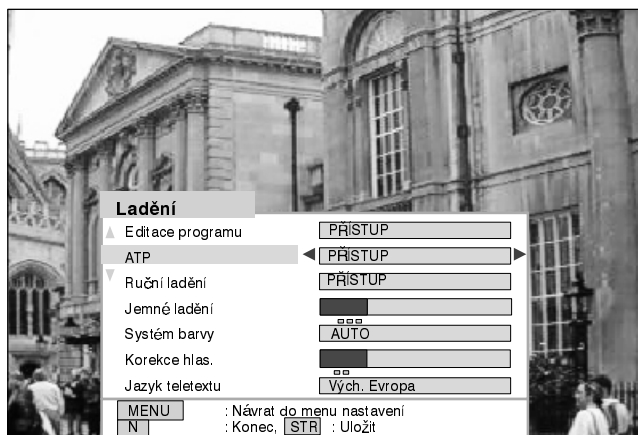 Ladění
Editace programu PŘÍSTUP
ATP PŘÍSTUP
Ruční ladění PŘÍSTUP
Jemné ladění
Systém barvy AUTO
Korekce hlas.
Jazyk teletextu Vých. Evropa
MENU : Návrat do menu nastavení
N : Konec, STR : Uložit